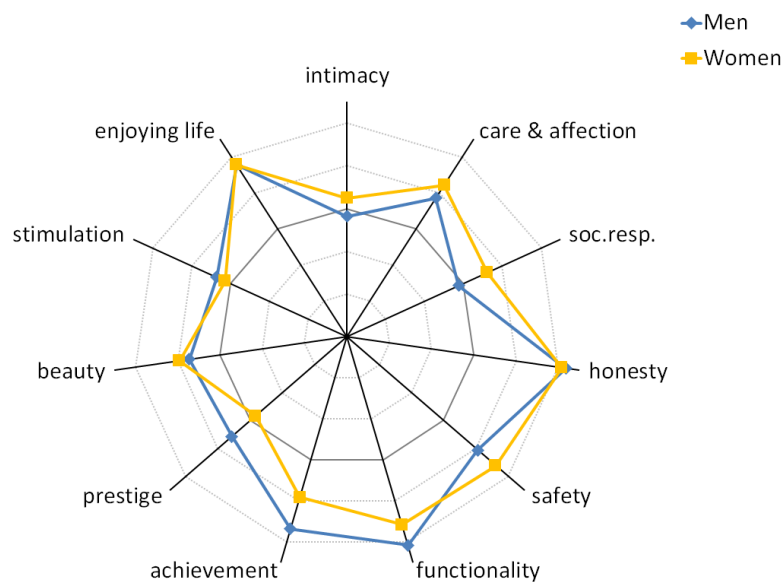 Men
Women
intimacy
enjoying life
care & affection
stimulation
soc.resp.
beauty
honesty
prestige
safety
achievement
functionality